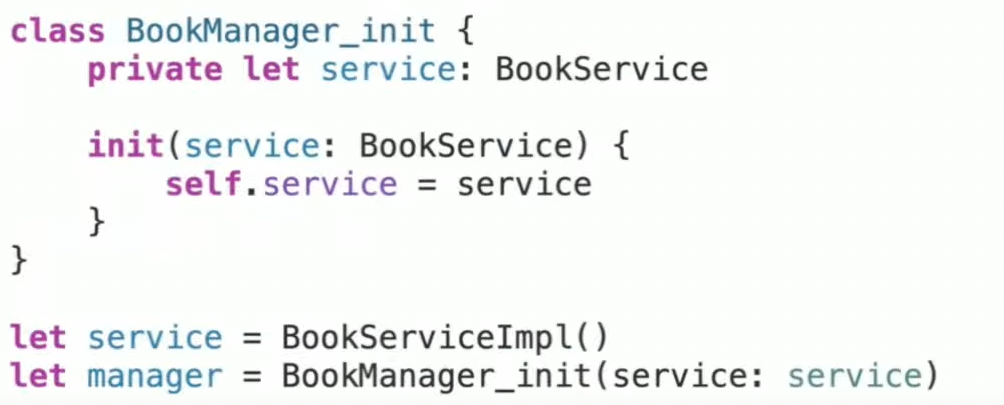 class BookManager_init {
    private let service: BookService

    init(service: BookService) {
        self.service = service
    }
}

let service = BookServiceImpl()
let manager = BookManager_init(service: service)